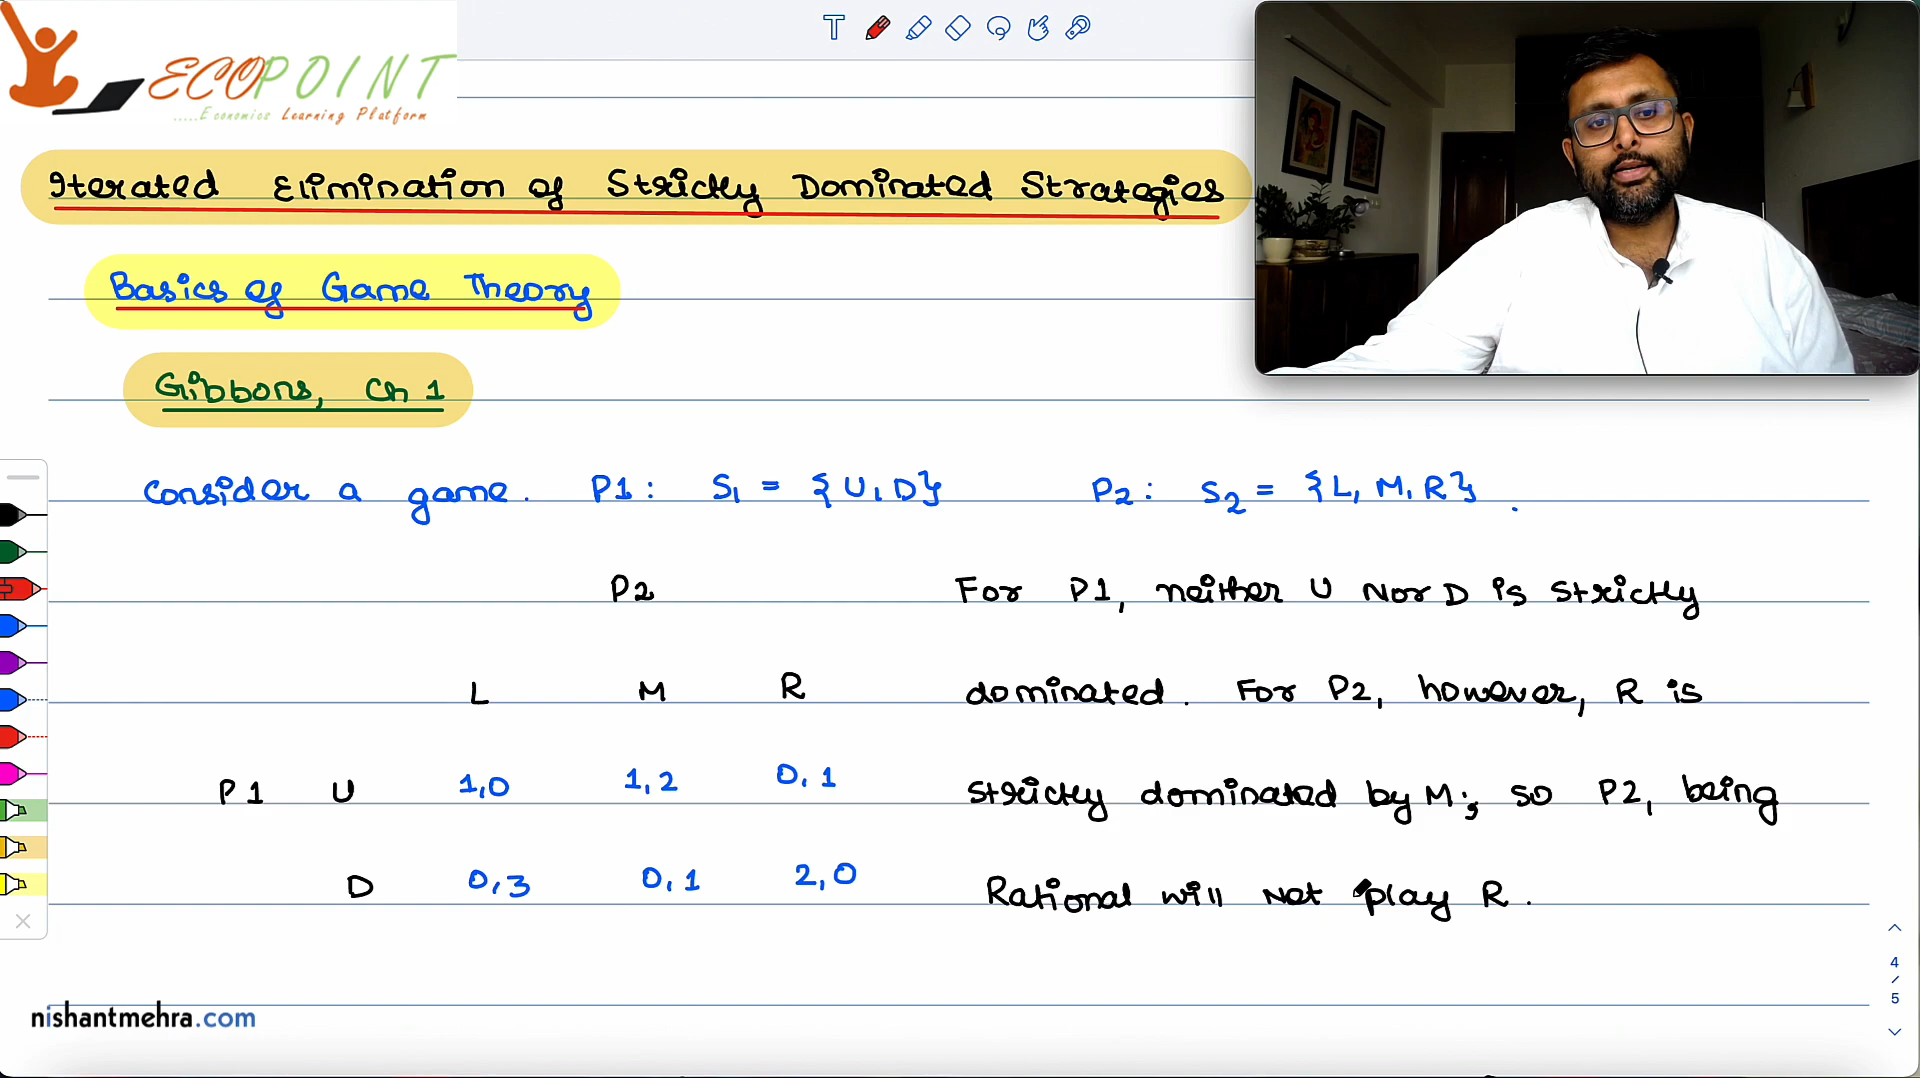 ECOPOINT
.....Economics Learning Platform
Iterated Elimination of Strictly Dominated Strategies
Basics of Game Theory
Gibbons, Ch 1
Consider a game. P1: S1 = {U, D} P2: S2 = {L, M, R}.
P2
L M R
P1 U 1,0 1,2 0,1
D 0,3 0,1 2,0
For P1, neither U Nor D is strictly
dominated. For P2, however, R is
strictly dominated by M; so P2, being
Rational will Not play R.
4
/
5
nishantmehra.com